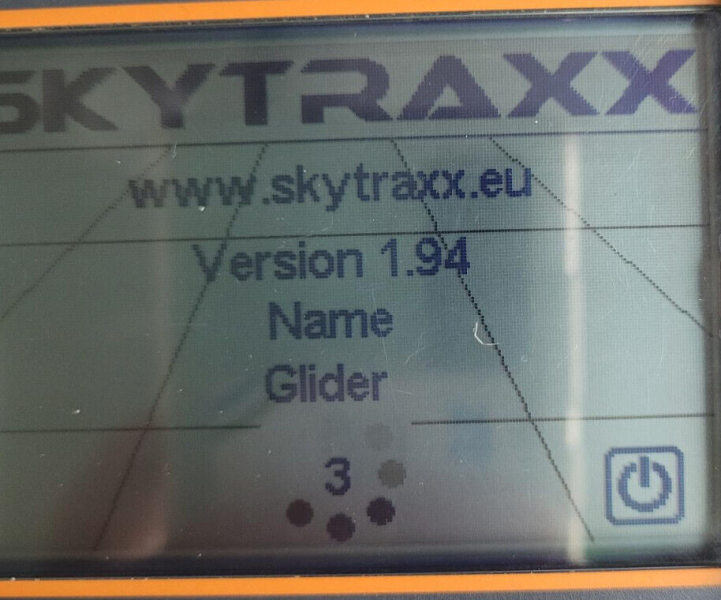 SKYTRAXX
www.skytraxx.eu
Version 1.94
Name
Glider
3